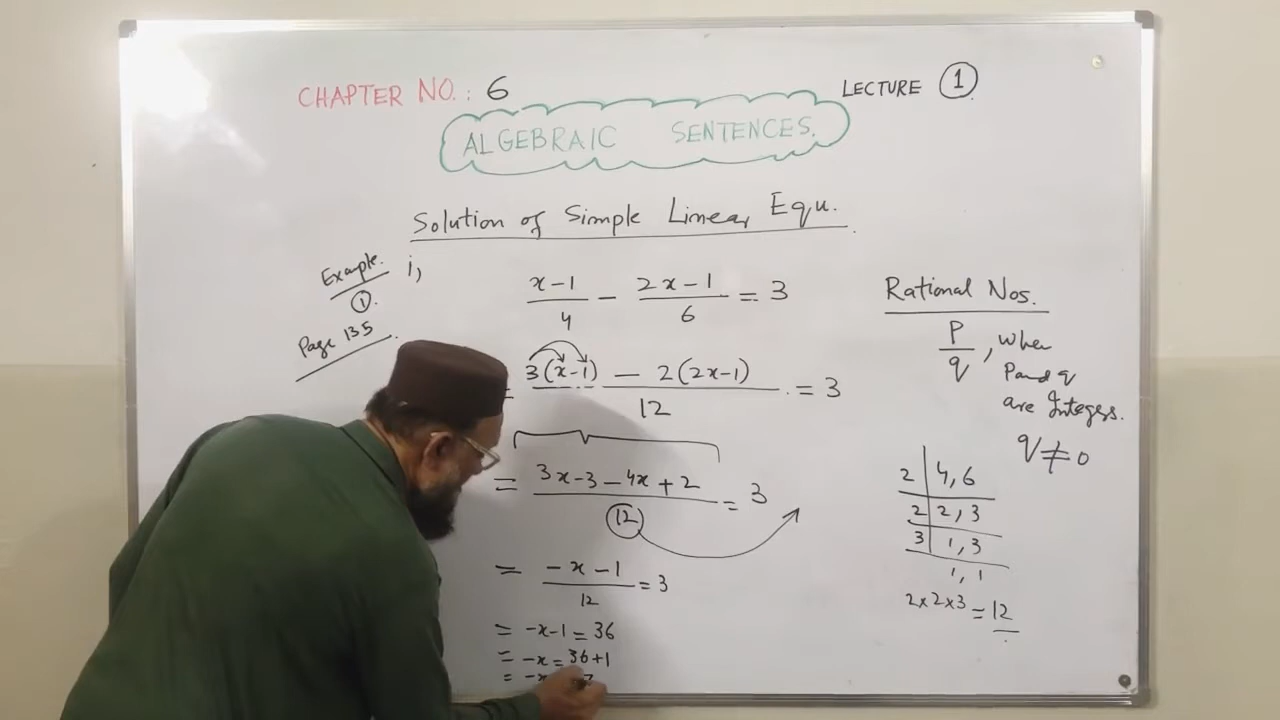 CHAPTER NO.: 6
LECTURE 1
ALGEBRAIC SENTENCES.
Solution of Simple Linear Equ.
Example. i,
1.
Page 135.
x-1/4 - 2x-1/6 = 3
3(x-1) - 2(2x-1)/12 = 3
= 3x-3-4x+2/12 = 3
= -x-1/12 = 3
= -x-1 = 36
= -x = 36+1
= -x
Rational Nos.
P/q, when
P and q
are Integers.
q ≠ 0
2 | 4, 6
2 | 2, 3
3 | 1, 3
1, 1
2x2x3 = 12